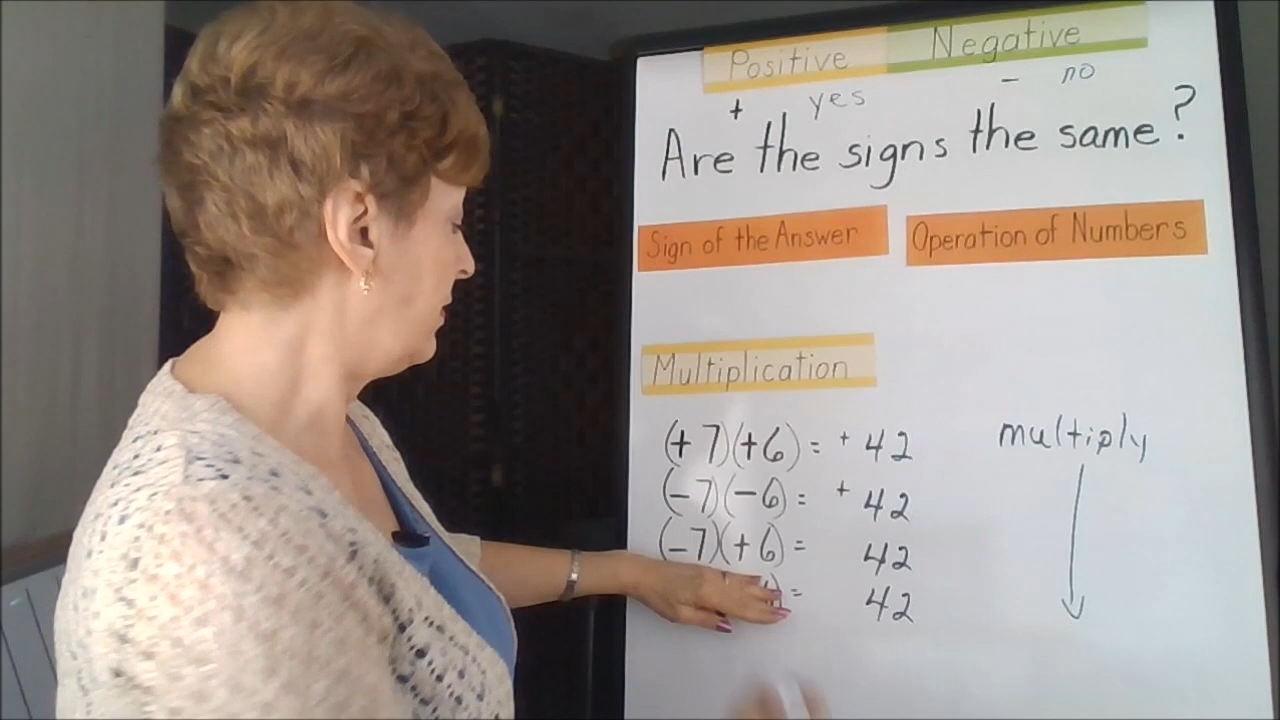 Positive Negative
+ yes - no
Are the signs the same?
Sign of the Answer Operation of Numbers
Multiplication
(+7)(+6) = +42 multiply
(-7)(-6) = +42
(-7)(+6) = 42
) = 42